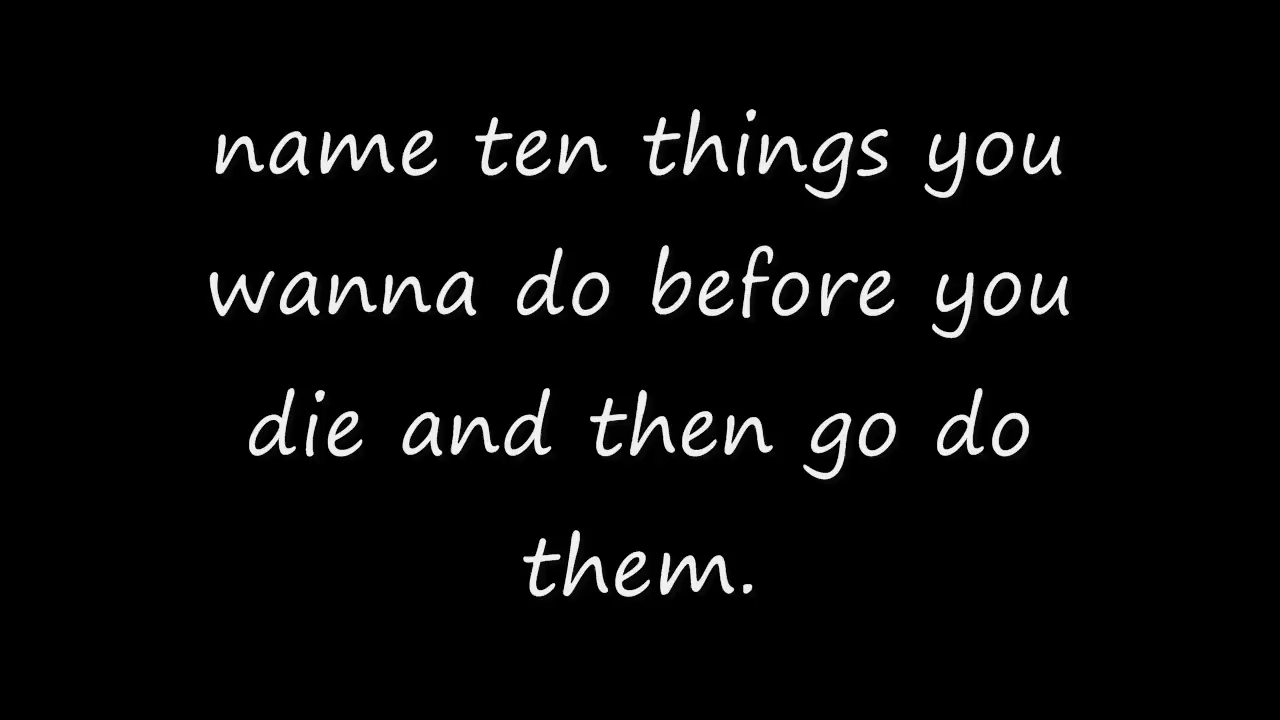 name ten things you
wanna do before you
die and then go do
them.